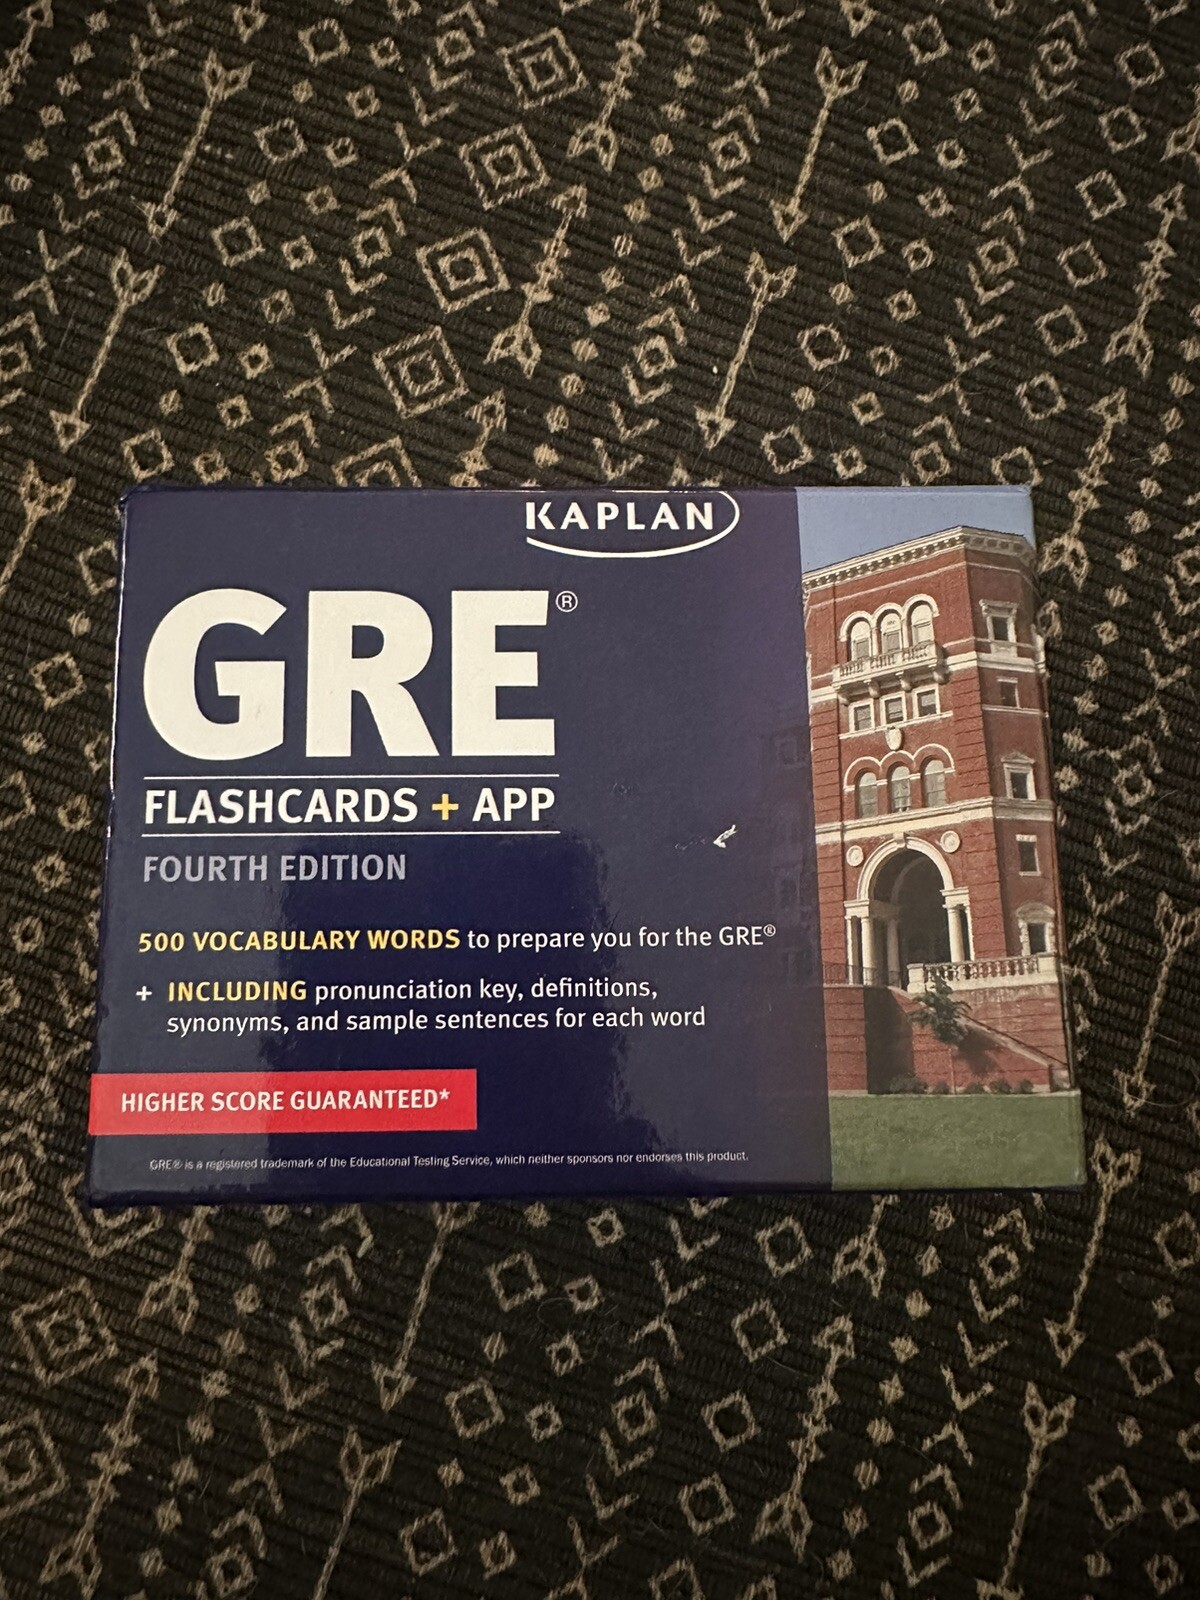 KAPLAN
GRE®
FLASHCARDS + APP
FOURTH EDITION
500 VOCABULARY WORDS to prepare you for the GRE®
+ INCLUDING pronunciation key, definitions,
synonyms, and sample sentences for each word
HIGHER SCORE GUARANTEED*
GRE® is a registered trademark of the Educational Testing Service, which neither sponsors nor endorses this product.